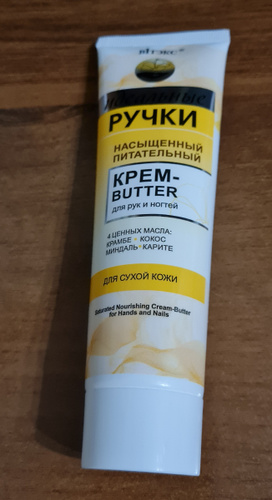 ВІТЭКС
РУЧКИ
НАСЫЩЕННЫЙ
ПИТАТЕЛЬНЫЙ
КРЕМ-
BUTTER
для рук и ногтей
4 ЦЕННЫХ МАСЛА:
КРАМБЕ · КОКОС
МИНДАЛЬ · КАРИТЕ
ДЛЯ СУХОЙ КОЖИ
Saturated Nourishing Cream-Butter
for Hands and Nails